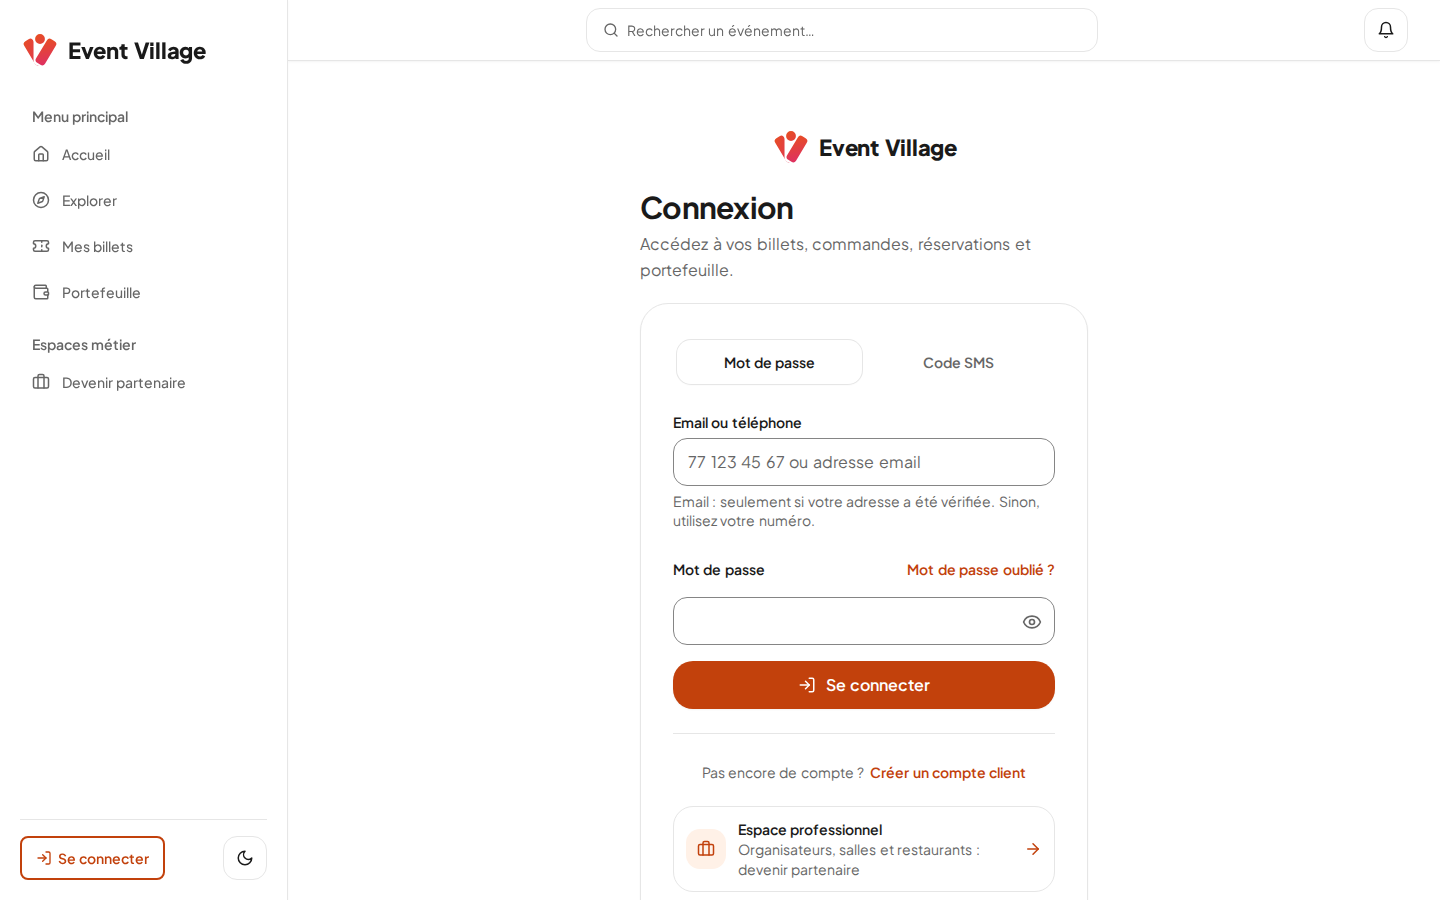 Event Village
Rechercher un événement...
Menu principal
Accueil
Explorer
Mes billets
Portefeuille
Espaces métier
Devenir partenaire
Se connecter
Event Village
Connexion
Accédez à vos billets, commandes, réservations et
portefeuille.
Mot de passe
Code SMS
Email ou téléphone
77 123 45 67 ou adresse email
Email : seulement si votre adresse a été vérifiée. Sinon,
utilisez votre numéro.
Mot de passe
Mot de passe oublié ?
Se connecter
Pas encore de compte ? Créer un compte client
Espace professionnel
Organisateurs, salles et restaurants :
devenir partenaire